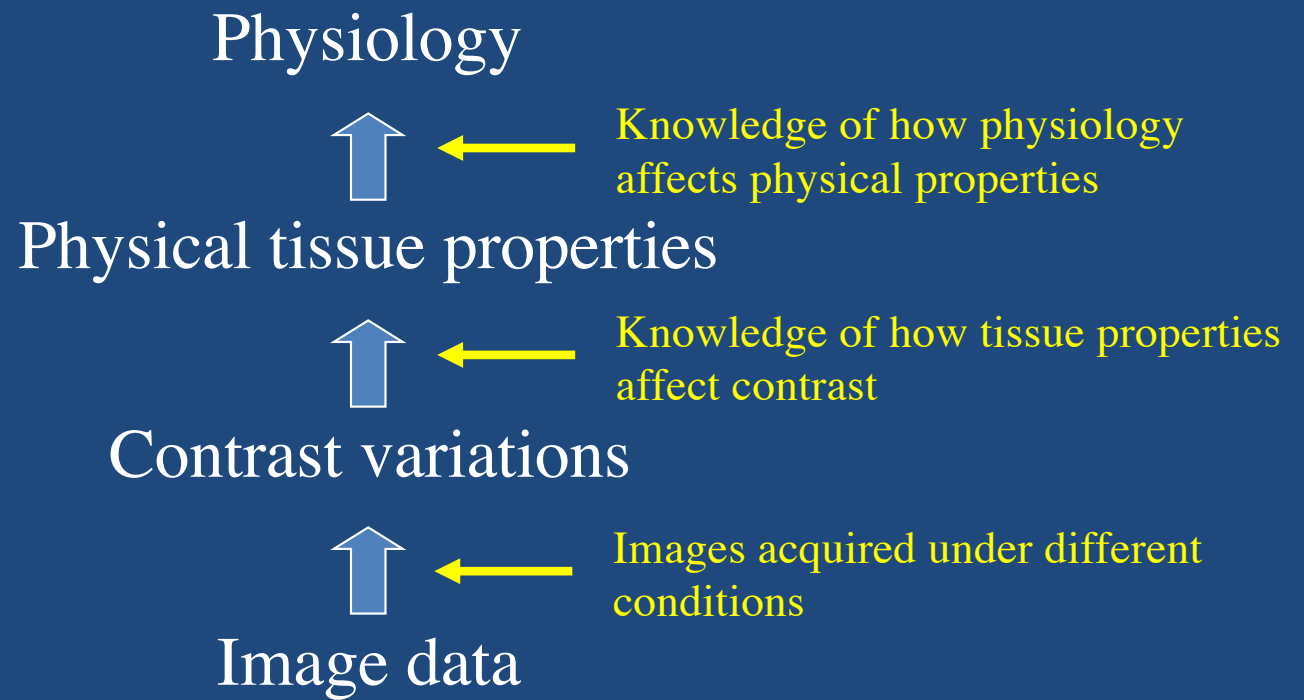 Physiology
Knowledge of how physiology
affects physical properties
Physical tissue properties
Knowledge of how tissue properties
affect contrast
Contrast variations
Images acquired under different
conditions
Image data